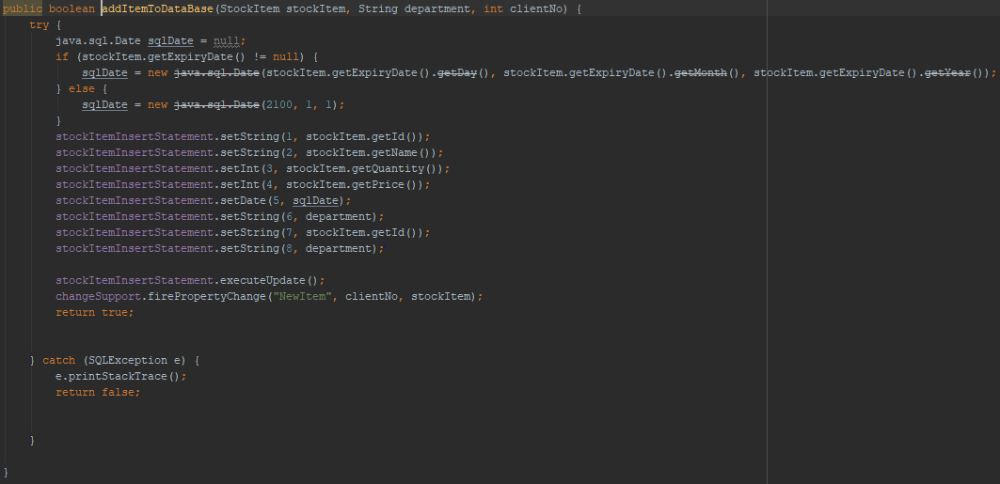 public boolean addItemToDataBase(StockItem stockItem, String department, int clientNo) {
try {
java.sql.Date sqlDate = null;
if (stockItem.getExpiryDate() != null) {
sqlDate = new java.sql.Date(stockItem.getExpiryDate().getDay(), stockItem.getExpiryDate().getMonth(), stockItem.getExpiryDate().getYear());
} else {
sqlDate = new java.sql.Date(2100, 1, 1);
}
stockItemInsertStatement.setString(1, stockItem.getId());
stockItemInsertStatement.setString(2, stockItem.getName());
stockItemInsertStatement.setInt(3, stockItem.getQuantity());
stockItemInsertStatement.setInt(4, stockItem.getPrice());
stockItemInsertStatement.setDate(5, sqlDate);
stockItemInsertStatement.setString(6, department);
stockItemInsertStatement.setString(7, stockItem.getId());
stockItemInsertStatement.setString(8, department);
stockItemInsertStatement.executeUpdate();
changeSupport.firePropertyChange("NewItem", clientNo, stockItem);
return true;
} catch (SQLException e) {
e.printStackTrace();
return false;
}
}